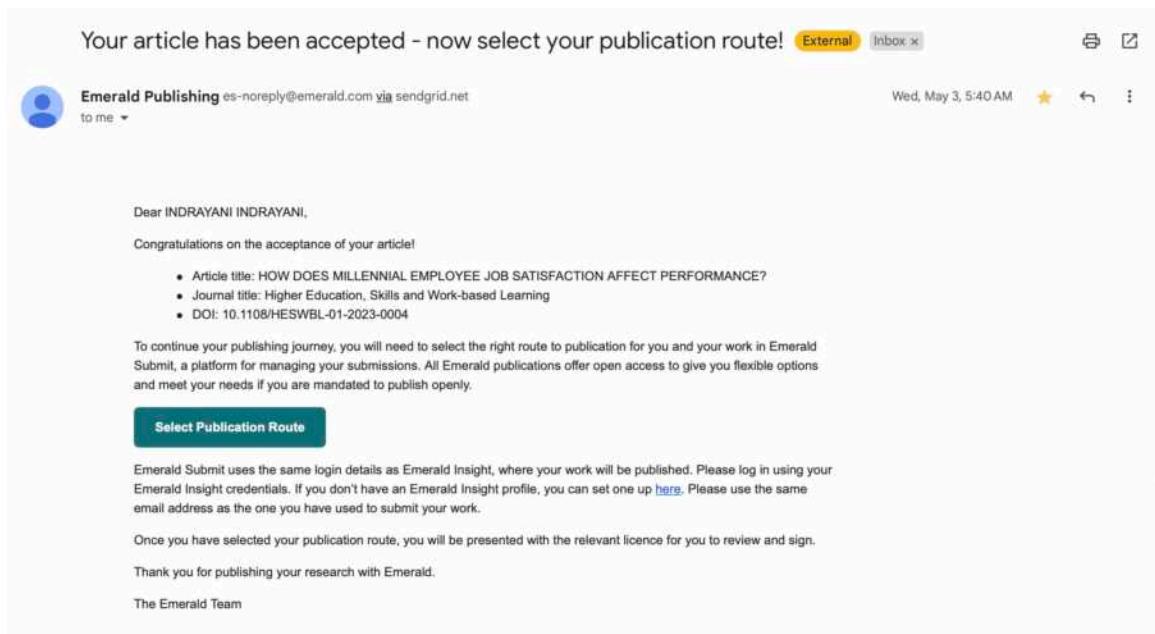 Your article has been accepted - now select your publication route! External Inbox x
Emerald Publishing es-noreply@emerald.com via sendgrid.net Wed, May 3, 5:40 AM
to me
Dear INDRAYANI INDRAYANI,
Congratulations on the acceptance of your article!
• Article title: HOW DOES MILLENNIAL EMPLOYEE JOB SATISFACTION AFFECT PERFORMANCE?
• Journal title: Higher Education, Skills and Work-based Learning
• DOI: 10.1108/HESWBL-01-2023-0004
To continue your publishing journey, you will need to select the right route to publication for you and your work in Emerald
Submit, a platform for managing your submissions. All Emerald publications offer open access to give you flexible options
and meet your needs if you are mandated to publish openly.
Select Publication Route
Emerald Submit uses the same login details as Emerald Insight, where your work will be published. Please log in using your
Emerald Insight credentials. If you don't have an Emerald Insight profile, you can set one up here. Please use the same
email address as the one you have used to submit your work.
Once you have selected your publication route, you will be presented with the relevant licence for you to review and sign.
Thank you for publishing your research with Emerald.
The Emerald Team